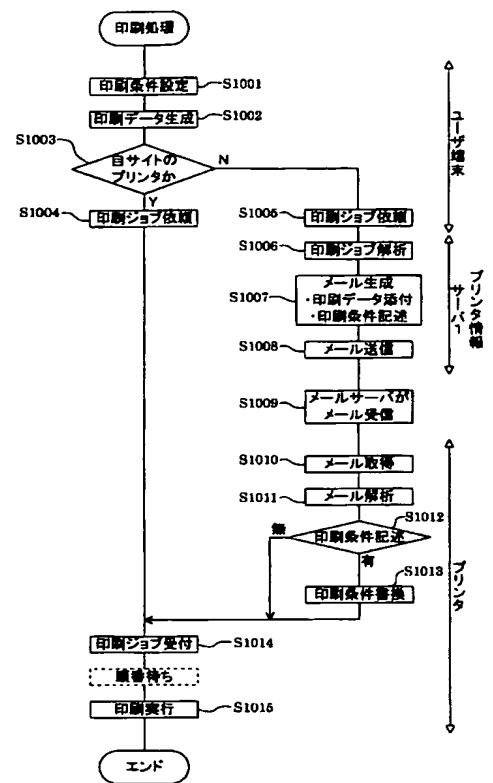 印刷処理
印刷条件設定
S1001
印刷データ生成
S1002
S1003
自サイトの
プリンタか
N
Y
S1004
印刷ジョブ依頼
S1005
印刷ジョブ依頼
S1006
印刷ジョブ解析
S1007
メール生成
・印刷データ添付
・印刷条件記述
S1008
メール送信
S1009
メールサーバが
メール受信
S1010
メール取得
S1011
メール解析
S1012
無
印刷条件記述
有
S1013
印刷条件書換
印刷ジョブ受付
S1014
順番待ち
印刷実行
S1015
エンド
ユーザ端末
プリンタ情報
サーバ1
プリンタ